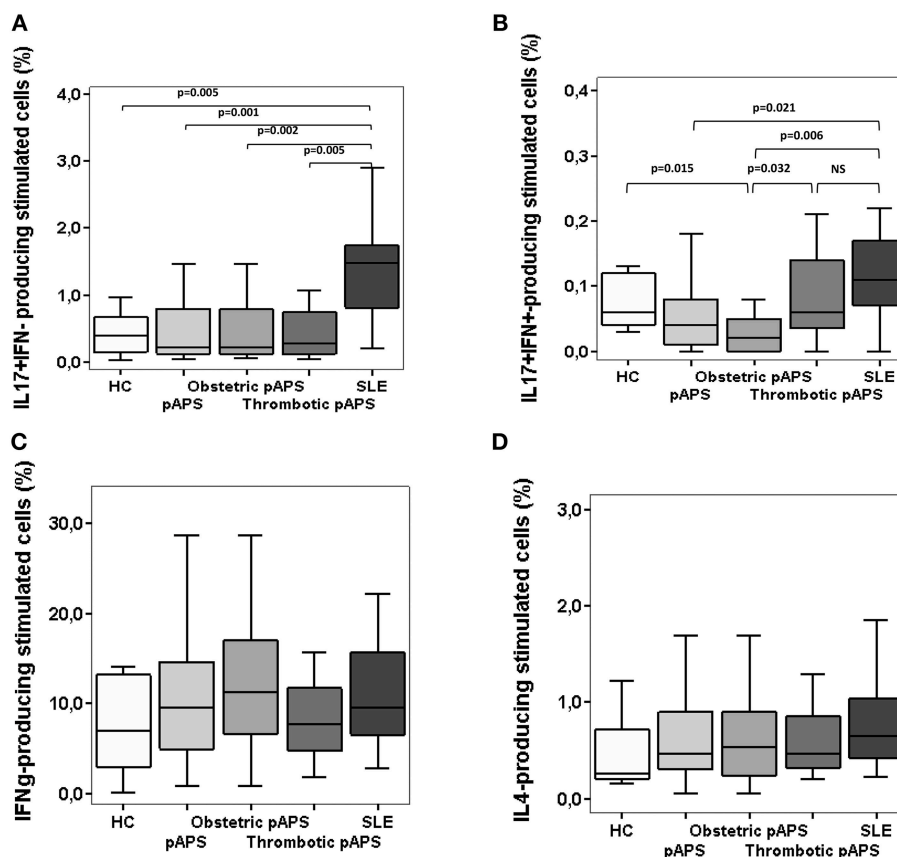 A
IL17+IFN- producing stimulated cells (%)
4,0
3,0
2,0
1,0
0,0
p=0.005
p=0.001
p=0.002
p=0.005
HC
Obstetric pAPS
SLE
pAPS
Thrombotic pAPS
B
IL17+IFN+-producing stimulated cells (%)
0,4
0,3
0,2
0,1
0,0
p=0.021
p=0.006
p=0.015
p=0.032
NS
HC
Obstetric pAPS
SLE
pAPS
Thrombotic pAPS
C
IFNg-producing stimulated cells (%)
30,0
20,0
10,0
0,0
HC
Obstetric pAPS
SLE
pAPS
Thrombotic pAPS
D
IL4-producing stimulated cells (%)
3,0
2,0
1,0
0,0
HC
Obstetric pAPS
SLE
pAPS
Thrombotic pAPS